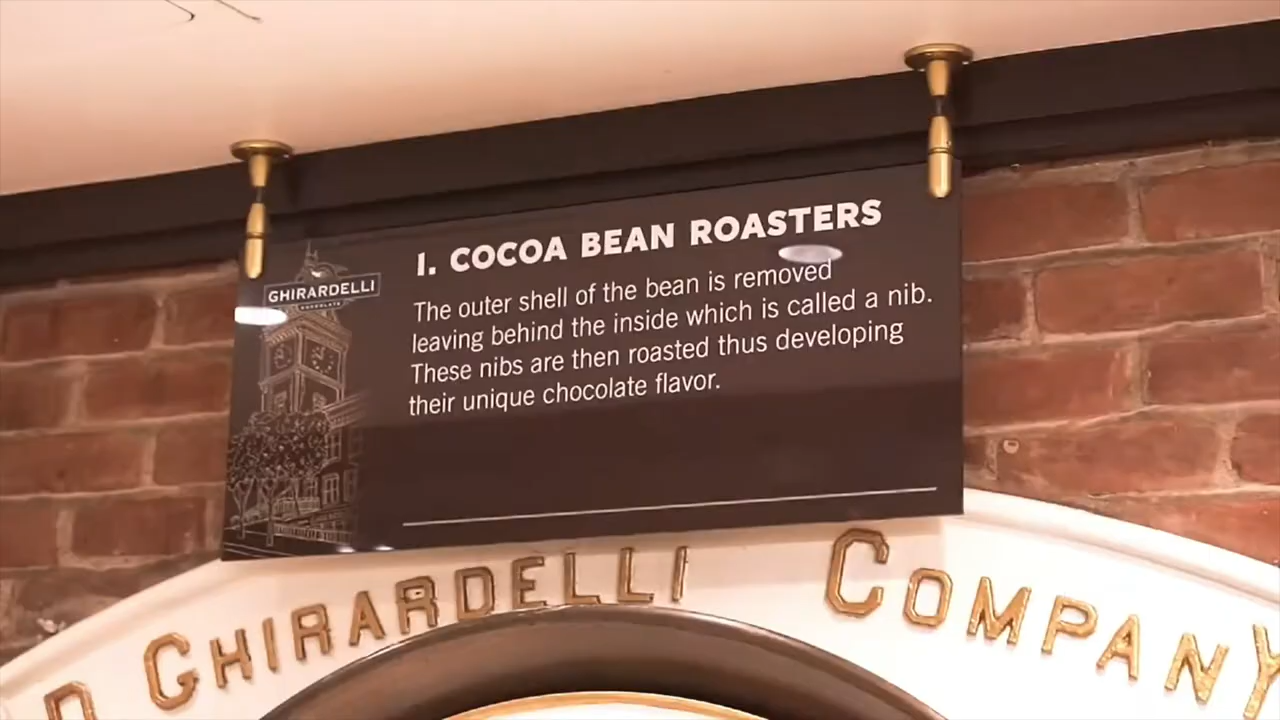 I. COCOA BEAN ROASTERS
The outer shell of the bean is removed
leaving behind the inside which is called a nib.
These nibs are then roasted thus developing
their unique chocolate flavor.
GHIRARDELLI
CHOCOLATE
GHIRARDELLI COMPANY